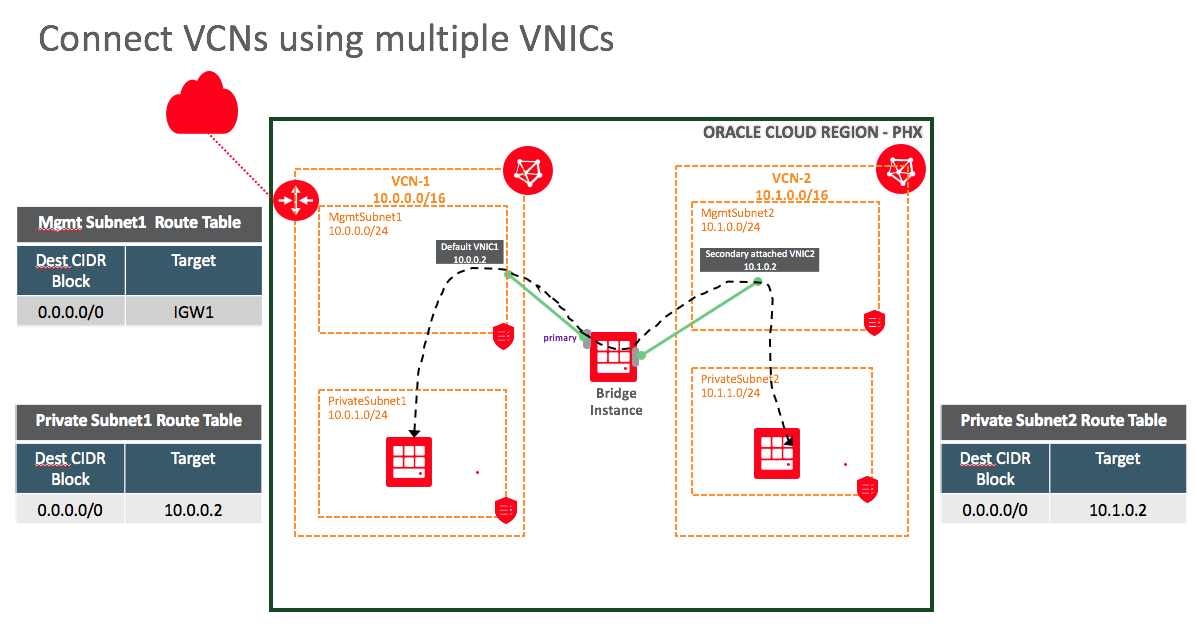 Connect VCNs using multiple VNICs
ORACLE CLOUD REGION - PHX
VCN-1
10.0.0.0/16
MgmtSubnet1
10.0.0.0/24
Default VNIC1
10.0.0.2
VCN-2
10.1.0.0/16
MgmtSubnet2
10.1.0.0/24
Secondary attached VNIC2
10.1.0.2
Mgmt Subnet1 Route Table
Dest CIDR
Block
Target
0.0.0.0/0
IGW1
primary
Bridge
Instance
PrivateSubnet1
10.0.1.0/24
PrivateSubnet2
10.1.1.0/24
Private Subnet1 Route Table
Dest CIDR
Block
Target
0.0.0.0/0
10.0.0.2
Private Subnet2 Route Table
Dest CIDR
Block
Target
0.0.0.0/0
10.1.0.2